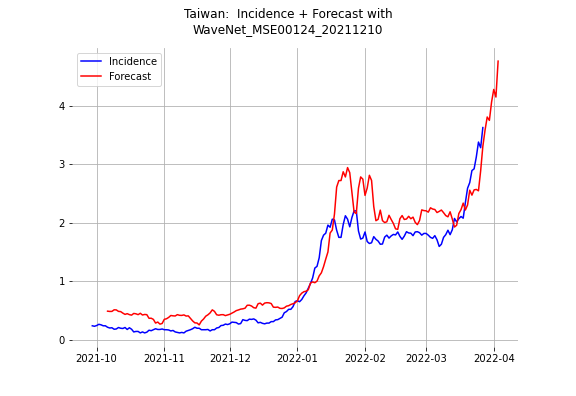 Taiwan:  Incidence + Forecast with
WaveNet_MSE00124_20211210
Incidence
Forecast
4
3
2
1
0
2021-10 2021-11 2021-12 2022-01 2022-02 2022-03 2022-04